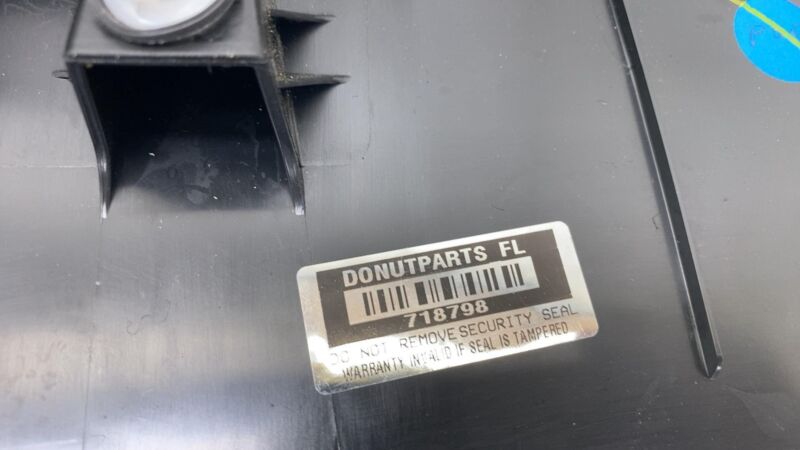 DONUTPARTS FL
718798
DO NOT REMOVE SECURITY SEAL
WARRANTY INVALID IF SEAL IS TAMPERED